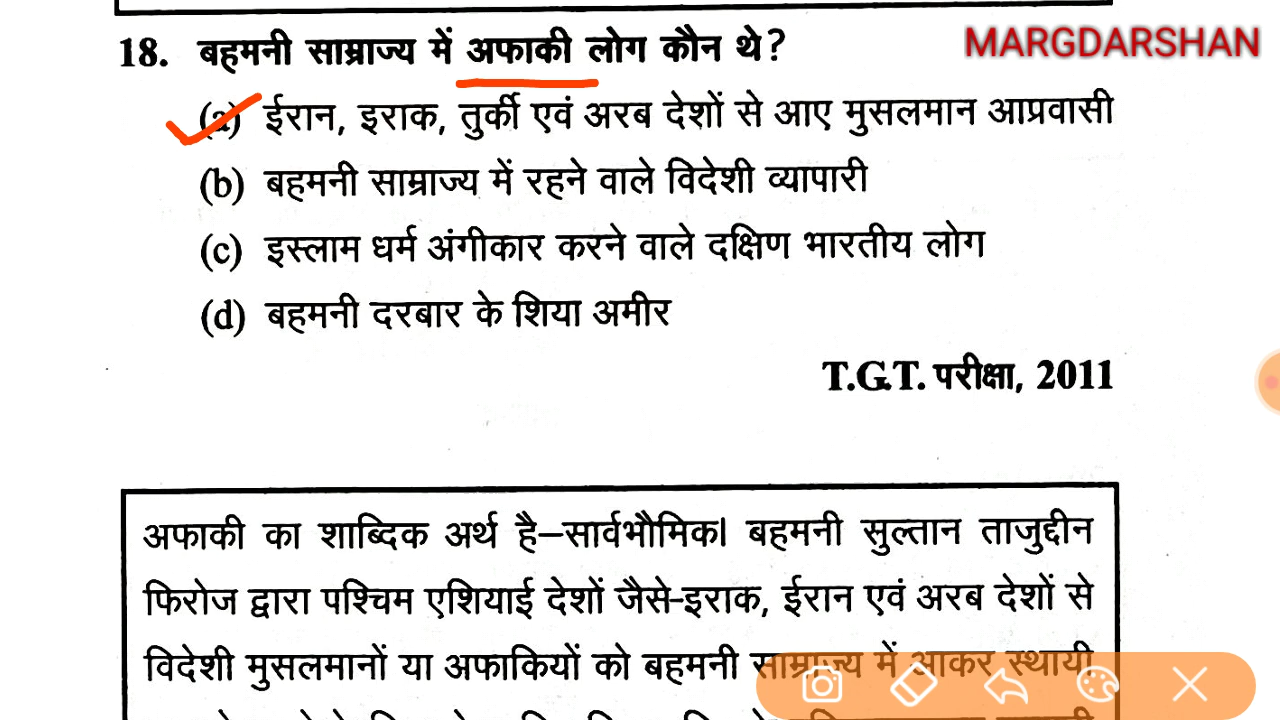 MARGDARSHAN
18. बहमनी साम्राज्य में अफाकी लोग कौन थे?
(a) ईरान, इराक, तुर्की एवं अरब देशों से आए मुसलमान आप्रवासी
(b) बहमनी साम्राज्य में रहने वाले विदेशी व्यापारी
(c) इस्लाम धर्म अंगीकार करने वाले दक्षिण भारतीय लोग
(d) बहमनी दरबार के शिया अमीर
T.G.T. परीक्षा, 2011
अफाकी का शाब्दिक अर्थ है–सार्वभौमिक। बहमनी सुल्तान ताजुद्दीन
फिरोज द्वारा पश्चिम एशियाई देशों जैसे-इराक, ईरान एवं अरब देशों से
विदेशी मुसलमानों या अफाकियों को बहमनी साम्राज्य में आकर स्थायी